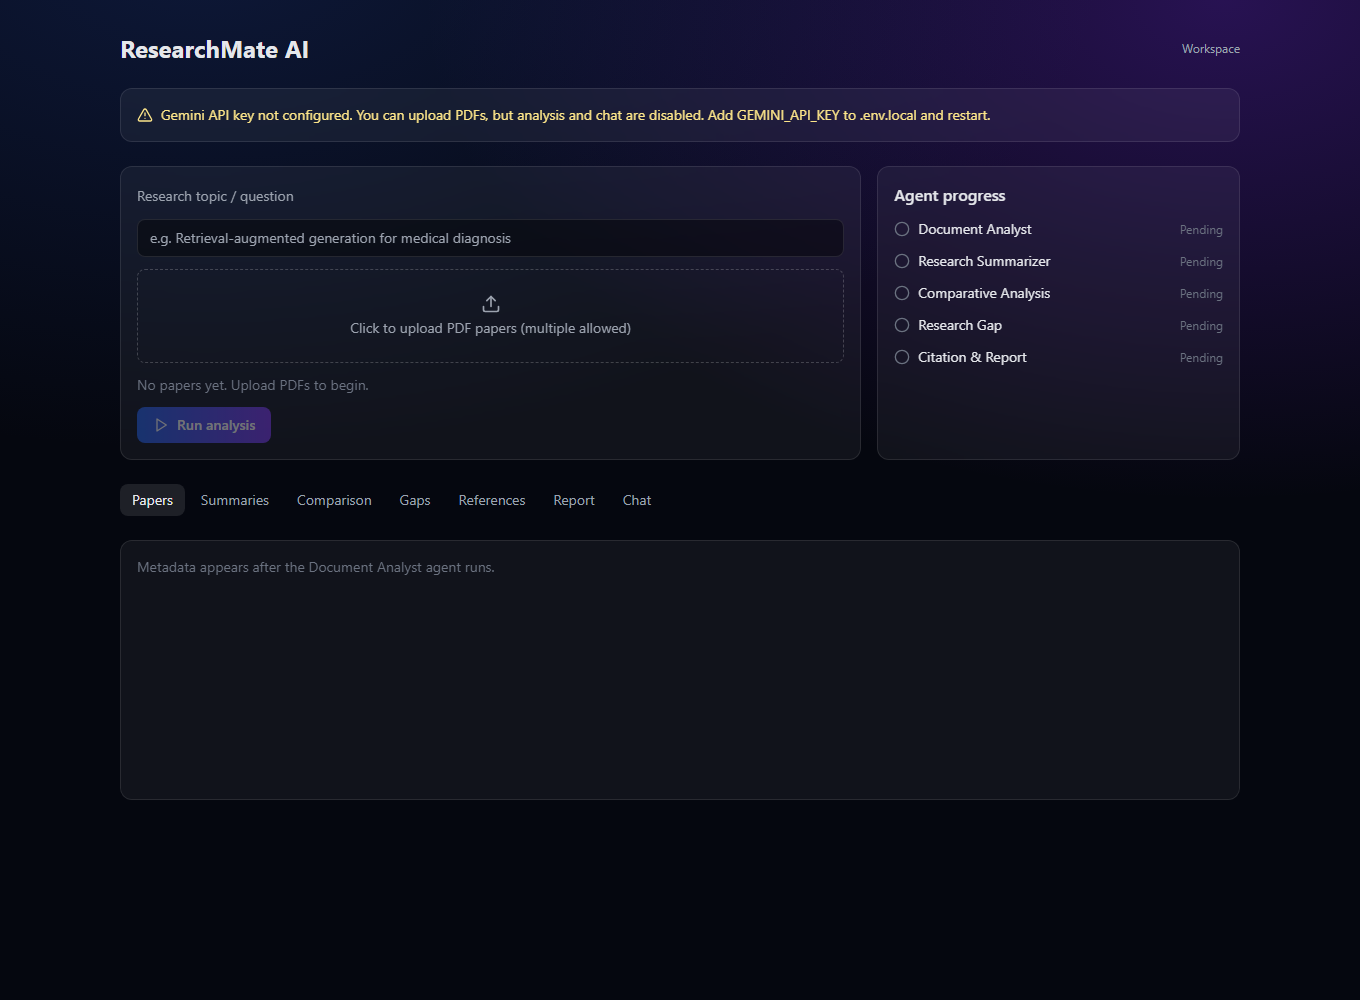 ResearchMate AI
Workspace
Gemini API key not configured. You can upload PDFs, but analysis and chat are disabled. Add GEMINI_API_KEY to .env.local and restart.
Research topic / question
e.g. Retrieval-augmented generation for medical diagnosis
Click to upload PDF papers (multiple allowed)
No papers yet. Upload PDFs to begin.
Run analysis
Agent progress
Document Analyst Pending
Research Summarizer Pending
Comparative Analysis Pending
Research Gap Pending
Citation & Report Pending
Papers Summaries Comparison Gaps References Report Chat
Metadata appears after the Document Analyst agent runs.